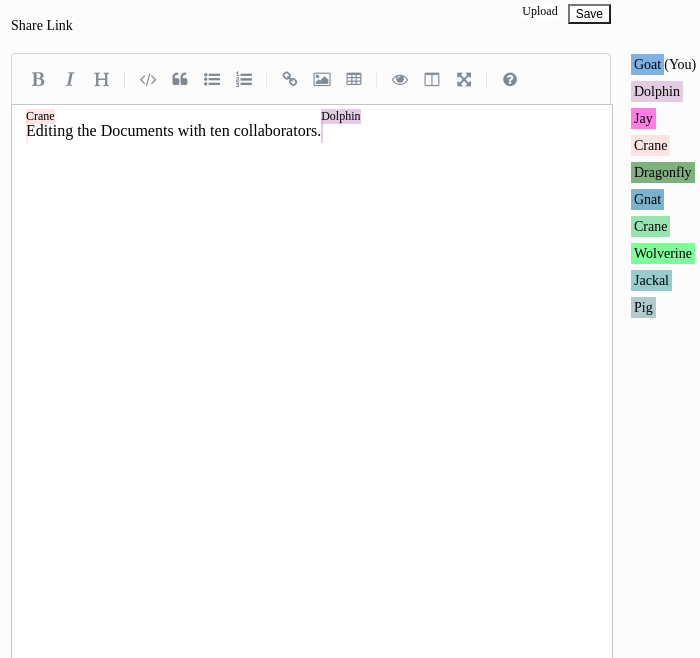 Upload Save
Share Link
B I H
Crane Dolphin
Editing the Documents with ten collaborators.
Goat (You)
Dolphin
Jay
Crane
Dragonfly
Gnat
Crane
Wolverine
Jackal
Pig